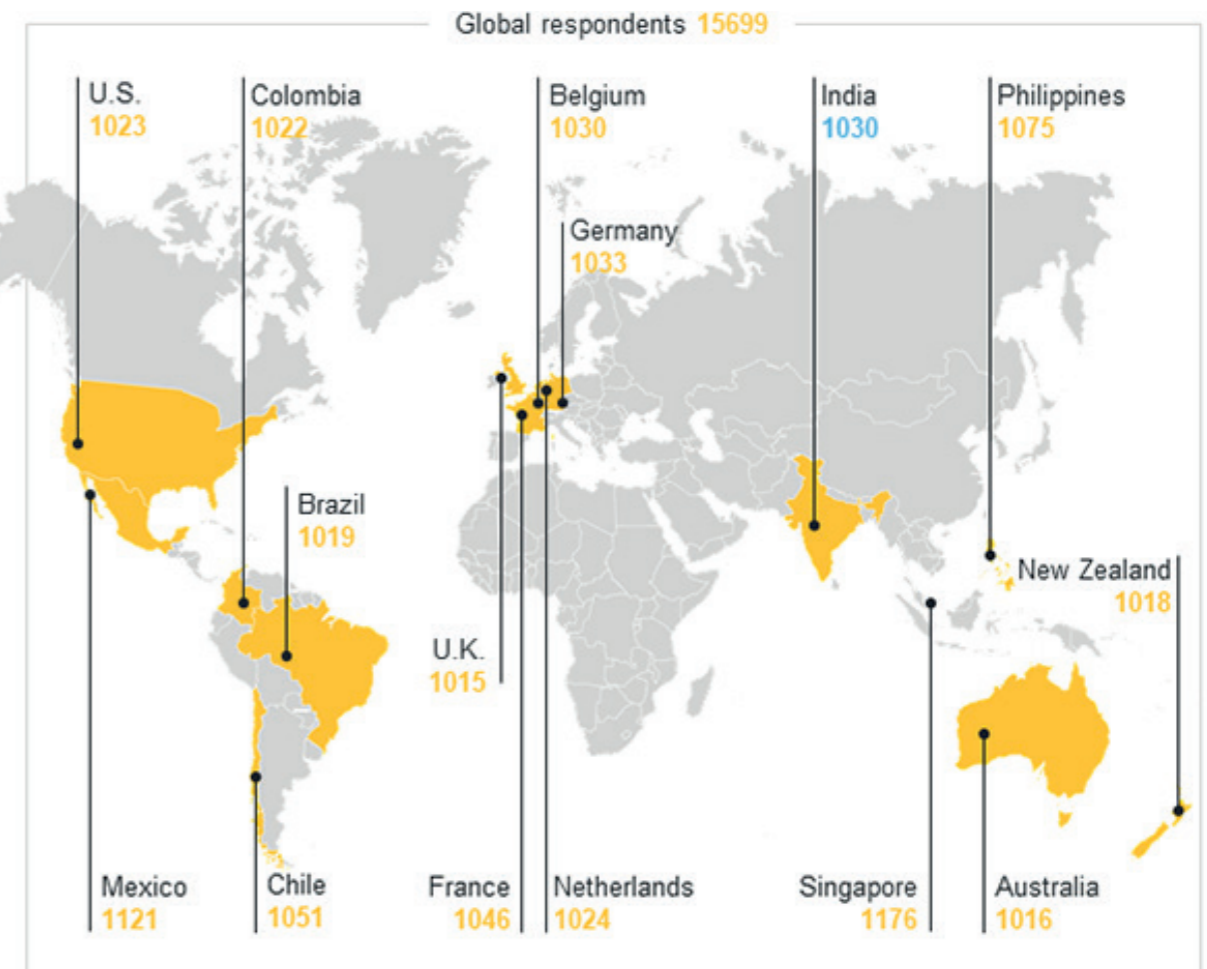 Global respondents 15699
U.S.
1023
Colombia
1022
Belgium
1030
India
1030
Philippines
1075
Germany
1033
Brazil
1019
New Zealand
1018
U.K.
1015
Mexico
1121
Chile
1051
France
1046
Netherlands
1024
Singapore
1176
Australia
1016